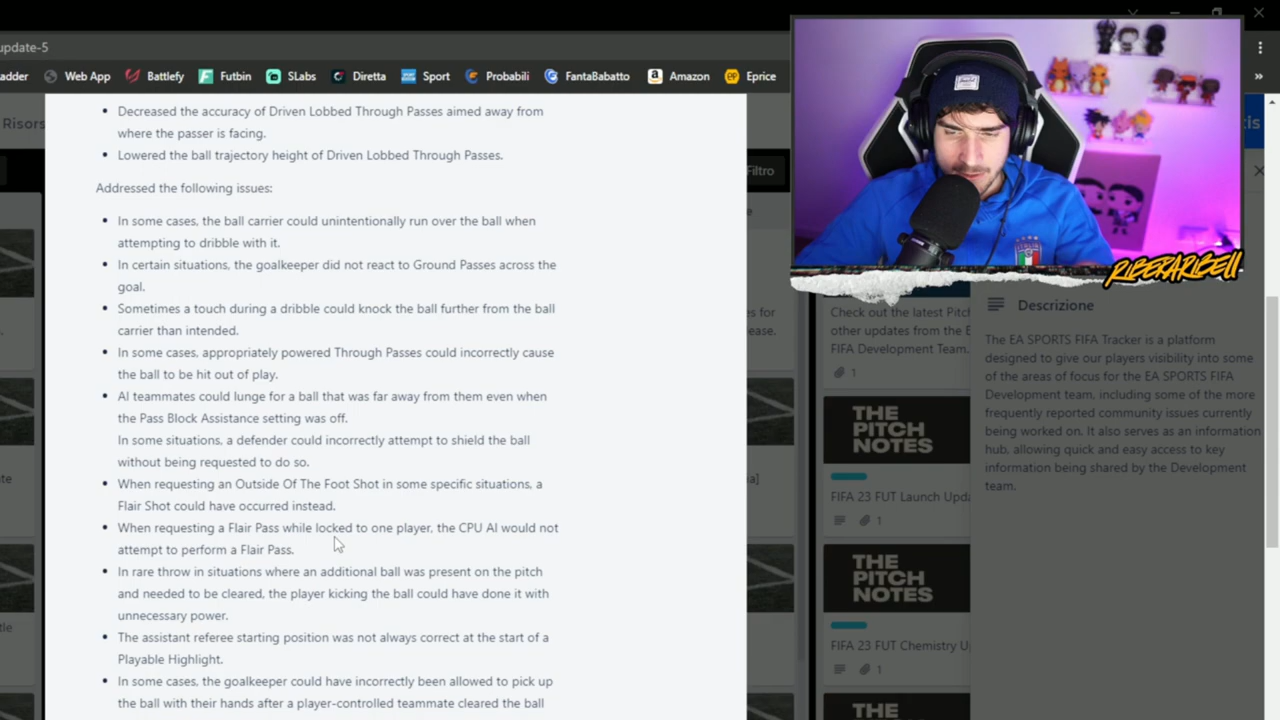 update-5
adder Web App Battlefy Futbin SLabs Diretta Sport Probabili FantaBabatto Amazon Eprice
Decreased the accuracy of Driven Lobbed Through Passes aimed away from
where the passer is facing.
Lowered the ball trajectory height of Driven Lobbed Through Passes.
Addressed the following issues:
In some cases, the ball carrier could unintentionally run over the ball when
attempting to dribble with it.
In certain situations, the goalkeeper did not react to Ground Passes across the
goal.
Sometimes a touch during a dribble could knock the ball further from the ball
carrier than intended.
In some cases, appropriately powered Through Passes could incorrectly cause
the ball to be hit out of play.
AI teammates could lunge for a ball that was far away from them even when
the Pass Block Assistance setting was off.
In some situations, a defender could incorrectly attempt to shield the ball
without being requested to do so.
When requesting an Outside Of The Foot Shot in some specific situations, a
Flair Shot could have occurred instead.
When requesting a Flair Pass while locked to one player, the CPU AI would not
attempt to perform a Flair Pass.
In rare throw in situations where an additional ball was present on the pitch
and needed to be cleared, the player kicking the ball could have done it with
unnecessary power.
The assistant referee starting position was not always correct at the start of a
Playable Highlight.
In some cases, the goalkeeper could have incorrectly been allowed to pick up
the ball with their hands after a player-controlled teammate cleared the ball
Risors
Filtro
tis
ITALIA
RIBERARIBELL
s for
ease.
Check out the latest Pitch
other updates from the E
FIFA Development Team.
1
THE
PITCH
NOTES
FIFA 23 FUT Launch Upda
1
THE
PITCH
NOTES
FIFA 23 FUT Chemistry U
1
THE
Descrizione
The EA SPORTS FIFA Tracker is a platform
designed to give our players visibility into some
of the areas of focus for the EA SPORTS FIFA
Development team, including some of the more
frequently reported community issues currently
being worked on. It also serves as an information
hub, allowing quick and easy access to key
information being shared by the Development
team.